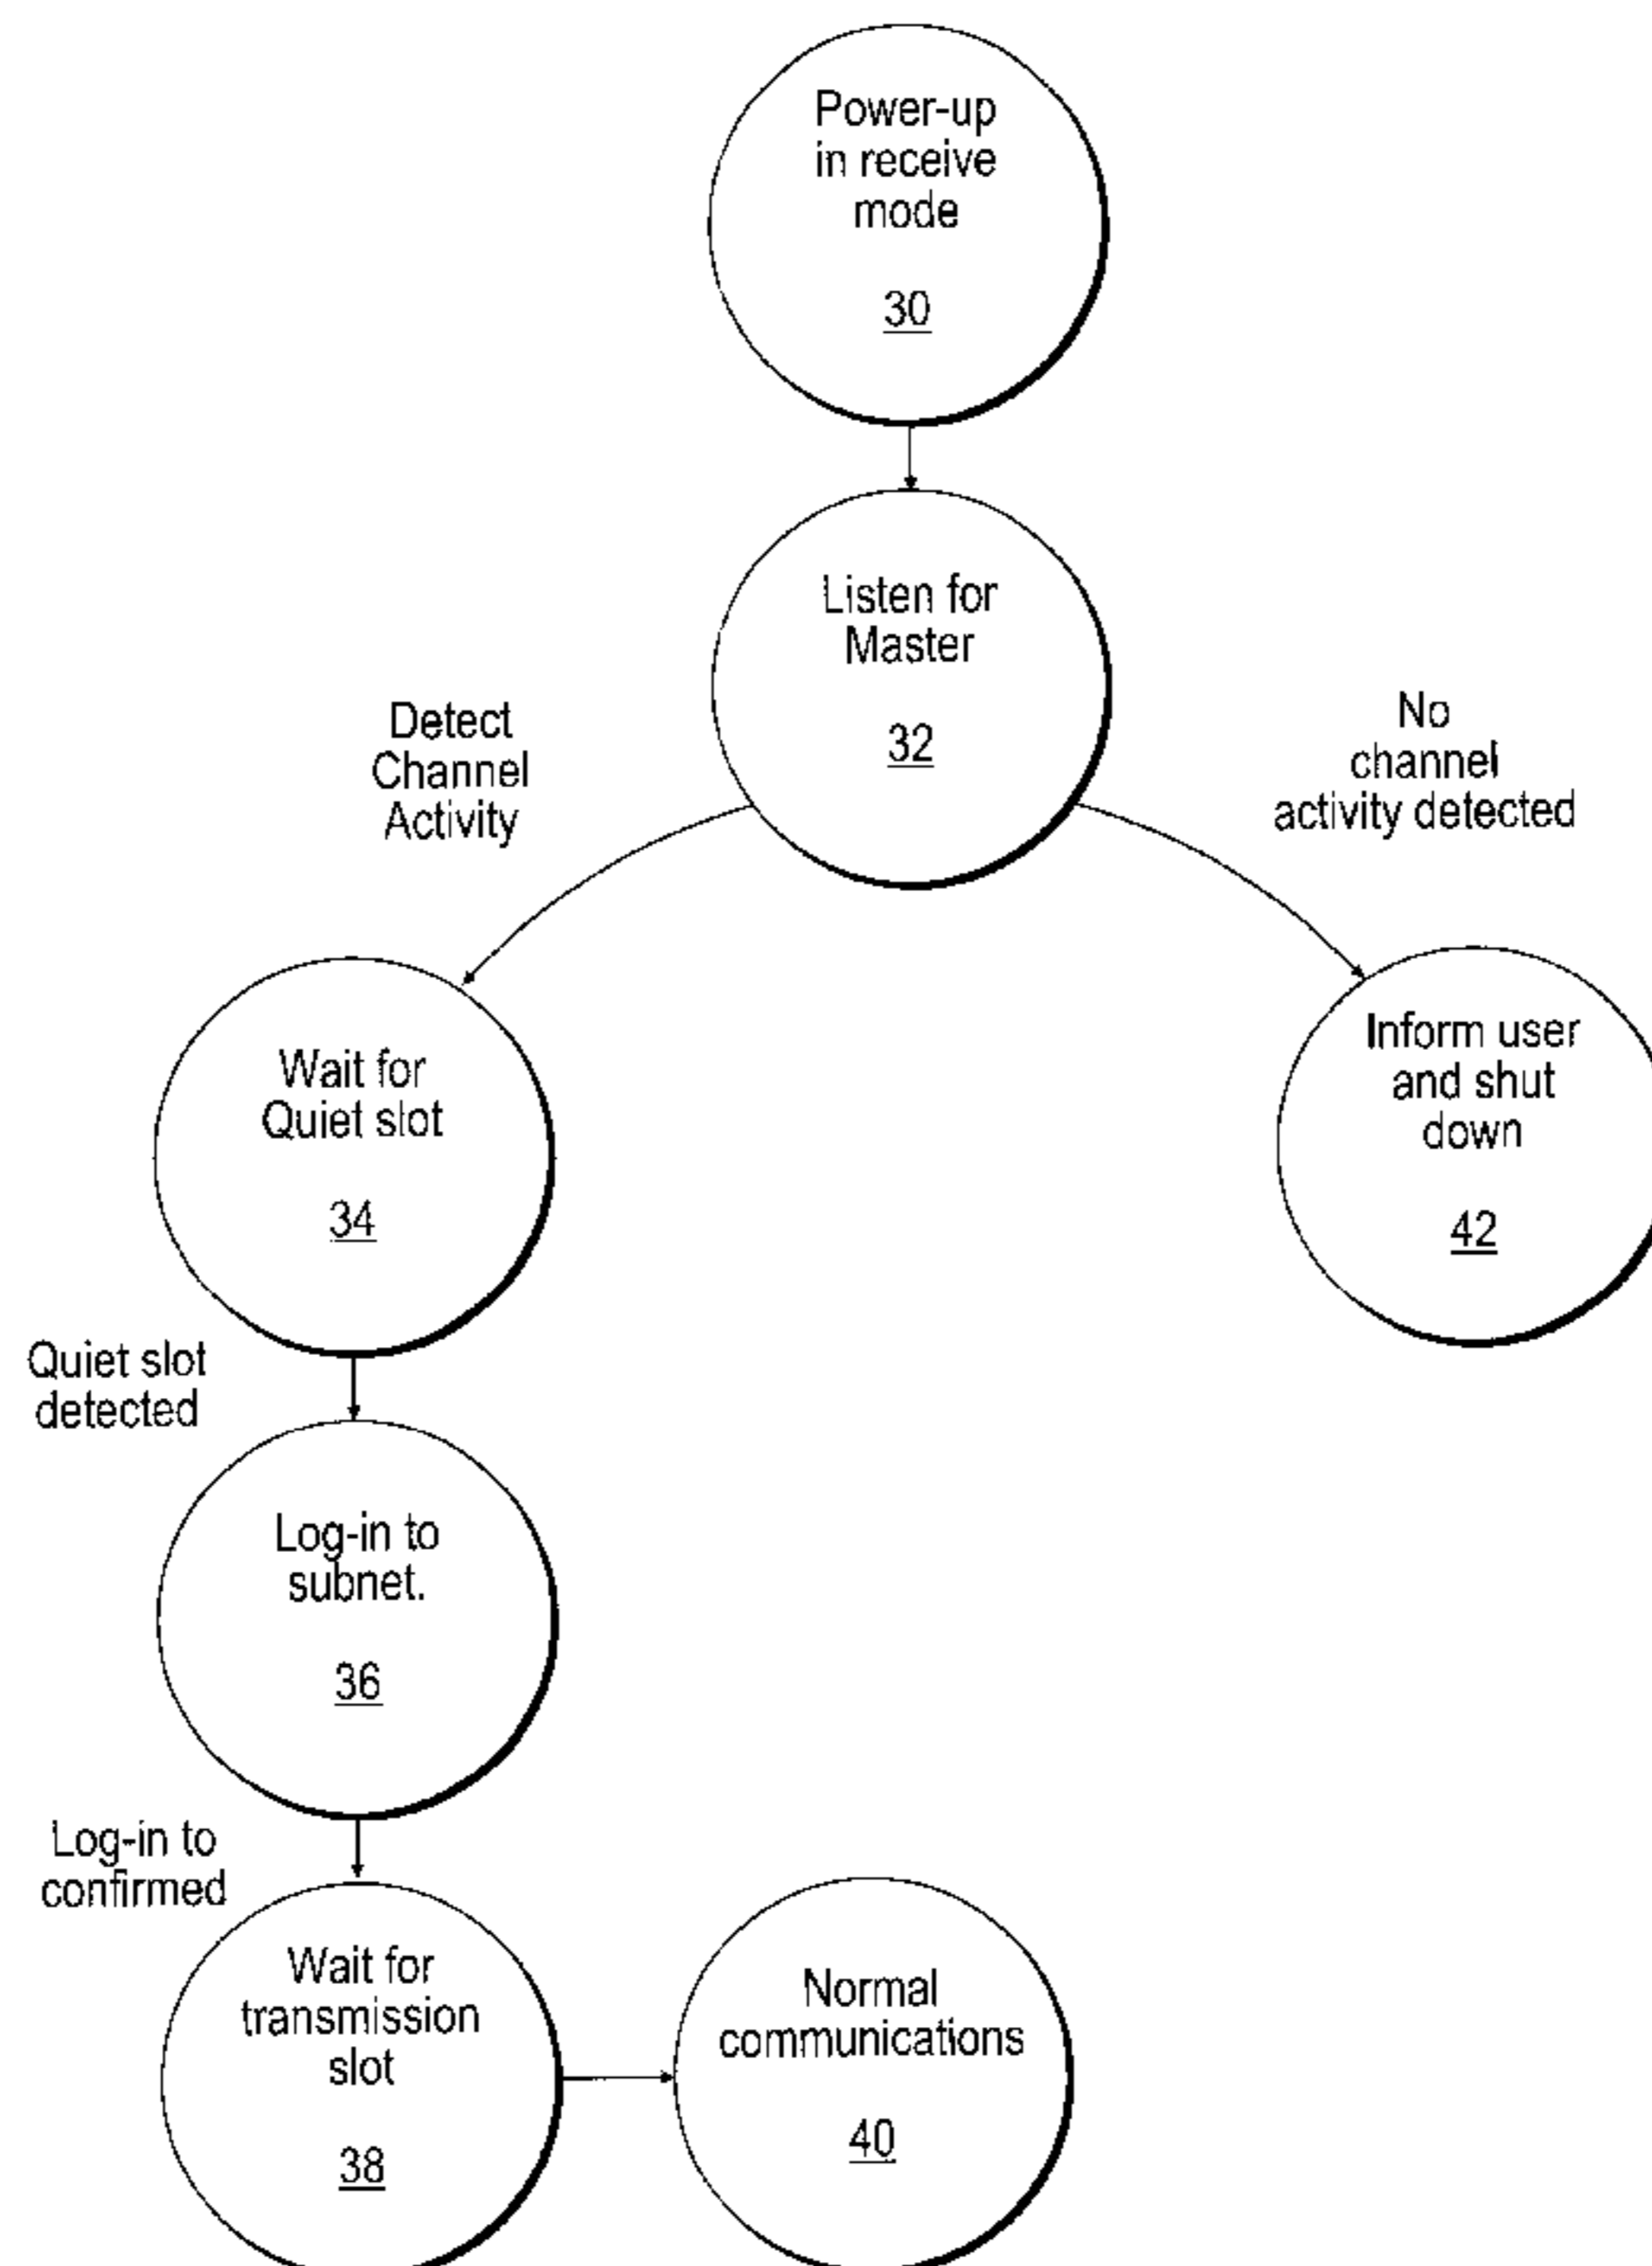 Power-up
in receive
mode
30
Listen for
Master
32
Detect
Channel
Activity
No
channel
activity detected
Wait for
Quiet slot
34
Inform user
and shut
down
42
Quiet slot
detected
Log-in to
subnet.
36
Log-in to
confirmed
Wait for
transmission
slot
38
Normal
communications
40